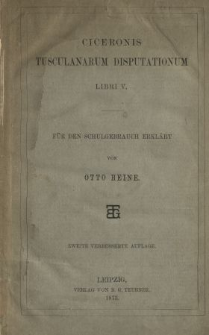 CICERONIS
TUSCULANARUM DISPUTATIONUM
LIBRI V.
FÜR DEN SCHULGEBRAUCH ERKLÄRT
VON
OTTO HEINE.
ZWEITE VERBESSERTE AUFLAGE.
LEIPZIG,
VERLAG VON B. G. TEUBNER.